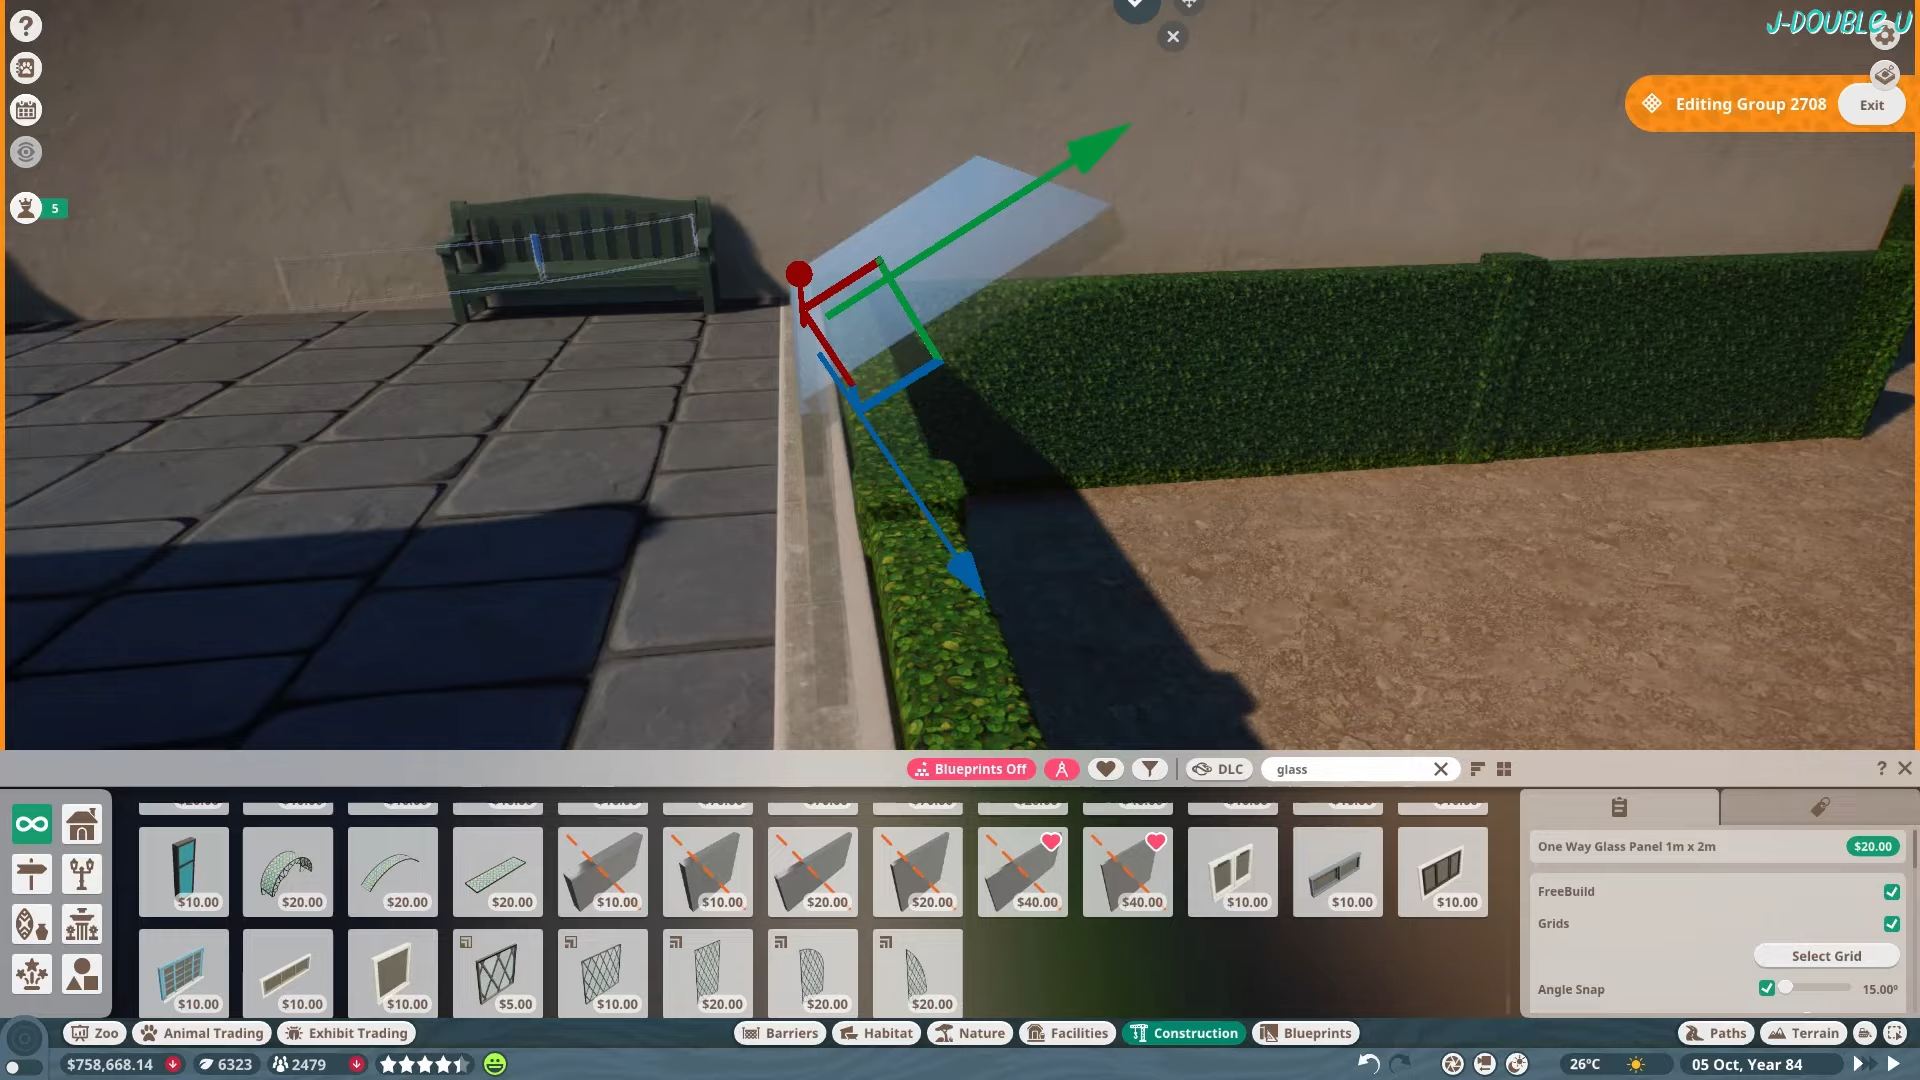 J-DOUBLE U
Editing Group 2708
Exit
5
Blueprints Off
DLC
glass
?
$10.00
$20.00
$20.00
$20.00
$10.00
$10.00
$20.00
$20.00
$40.00
$40.00
$10.00
$10.00
$10.00
$10.00
$10.00
$10.00
$5.00
$10.00
$20.00
$20.00
$20.00
One Way Glass Panel 1m x 2m
$20.00
FreeBuild
Grids
Select Grid
Angle Snap
15.00º
Zoo
Animal Trading
Exhibit Trading
Barriers
Habitat
Nature
Facilities
Construction
Blueprints
Paths
Terrain
$758,668.14
6323
2479
26°C
05 Oct, Year 84